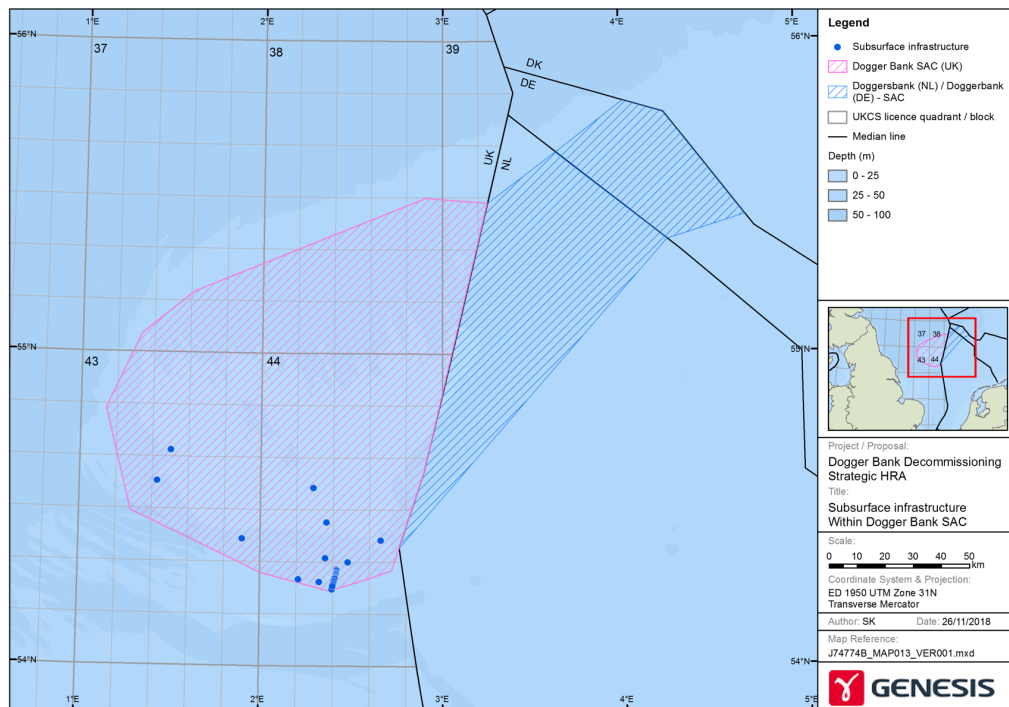 1°E
2°E
4°E
5°E
56°N
56°N
37
38
39
DK
DE
UK
NL
55°N
55°N
43
44
54°N
54°N
1°E
2°E
3°E
4°E
5°E
Legend
Subsurface infrastructure
Dogger Bank SAC (UK)
Doggersbank (NL) / Doggerbank
(DE) - SAC
UKCS licence quadrant / block
Median line
Depth (m)
0 - 25
25 - 50
50 - 100
37 38
43 44
Project / Proposal:
Dogger Bank Decommissioning
Strategic HRA
Title:
Subsurface infrastructure
Within Dogger Bank SAC
Scale:
0 10 20 30 40 50
km
Coordinate System & Projection:
ED 1950 UTM Zone 31N
Transverse Mercator
Author: SK Date: 26/11/2018
Map Reference:
J74774B_MAP013_VER001.mxd
GENESIS